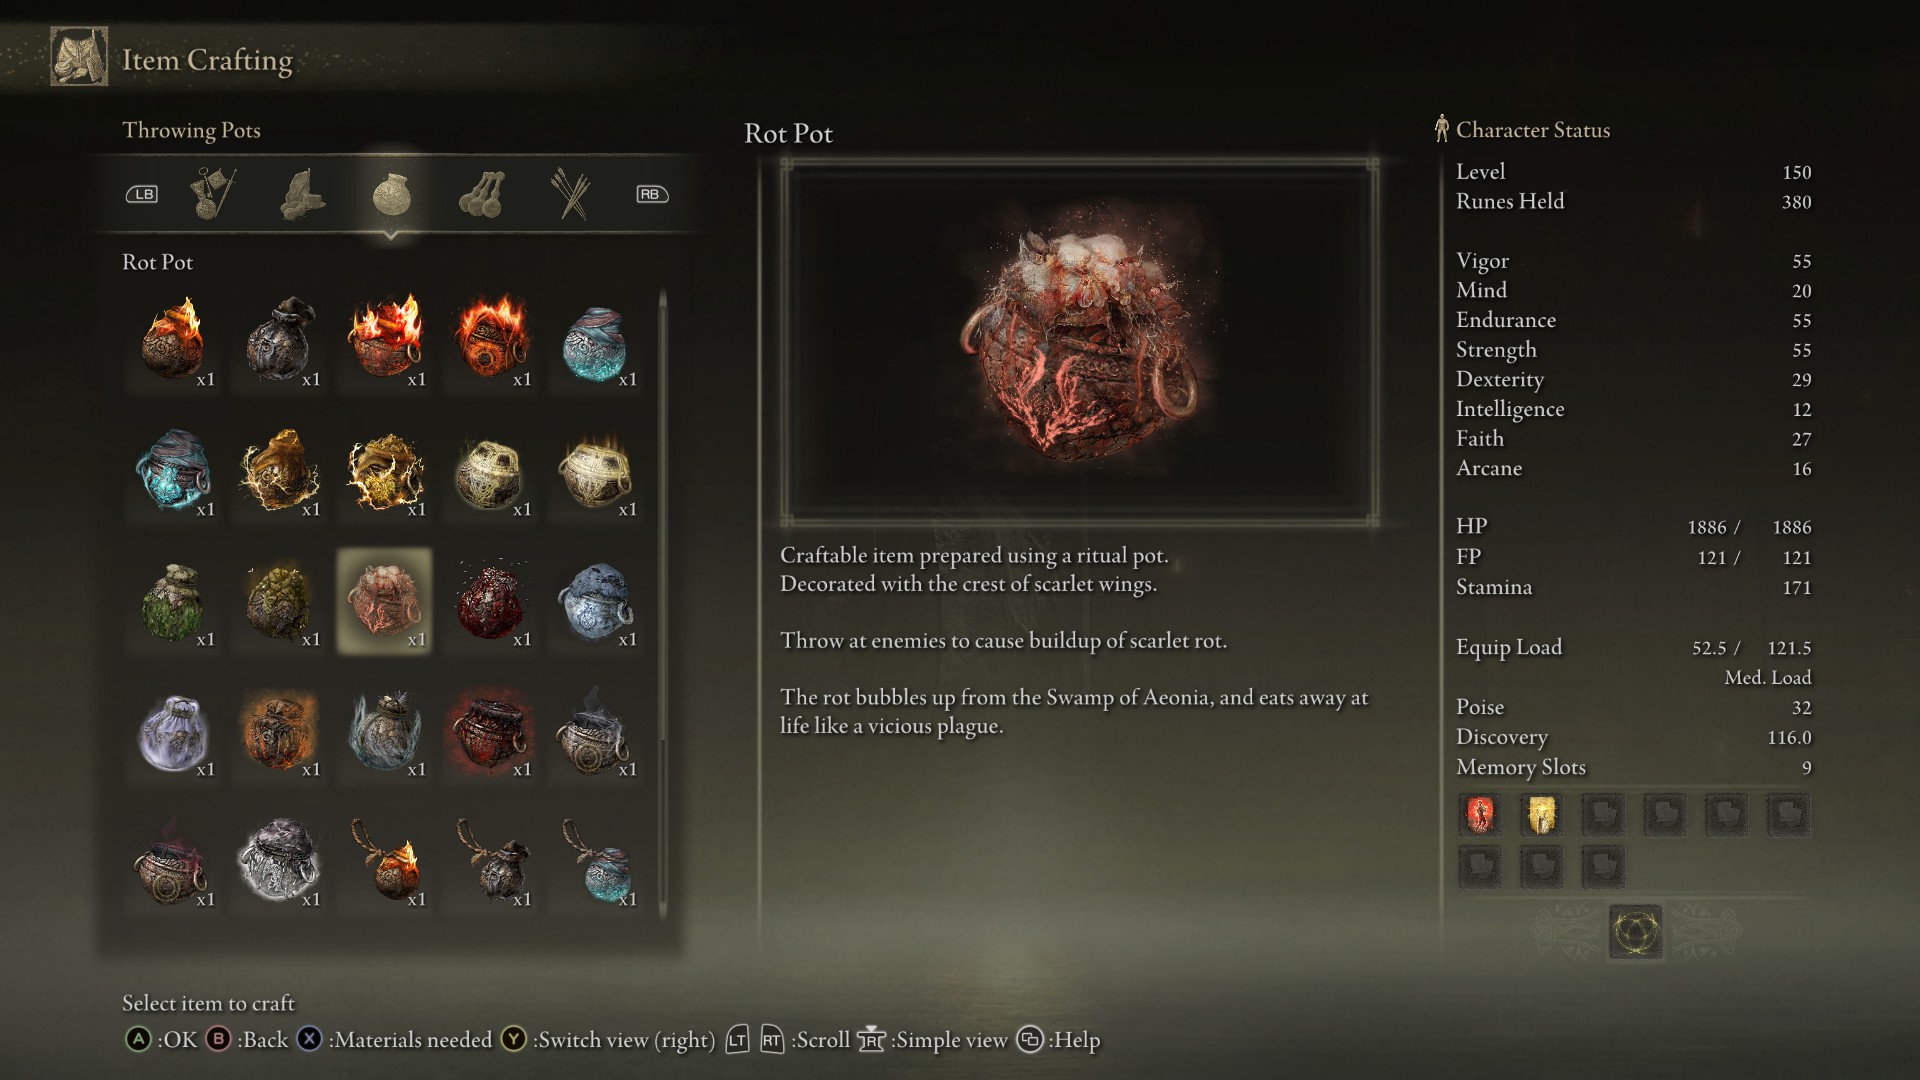 Item Crafting
Throwing Pots
LB
RB
Rot Pot
x1 x1 x1 x1 x1
x1 x1 x1 x1 x1
x1 x1 x1 x1 x1
x1 x1 x1 x1 x1
x1 x1 x1 x1 x1
Rot Pot
Craftable item prepared using a ritual pot.
Decorated with the crest of scarlet wings.
Throw at enemies to cause buildup of scarlet rot.
The rot bubbles up from the Swamp of Aeonia, and eats away at
life like a vicious plague.
Character Status
Level 150
Runes Held 380
Vigor 55
Mind 20
Endurance 55
Strength 55
Dexterity 29
Intelligence 12
Faith 27
Arcane 16
HP 1886 / 1886
FP 121 / 121
Stamina 171
Equip Load 52.5 / 121.5
Med. Load
Poise 32
Discovery 116.0
Memory Slots 9
Select item to craft
A :OK B :Back X :Materials needed Y :Switch view (right) LT RT :Scroll R :Simple view :Help